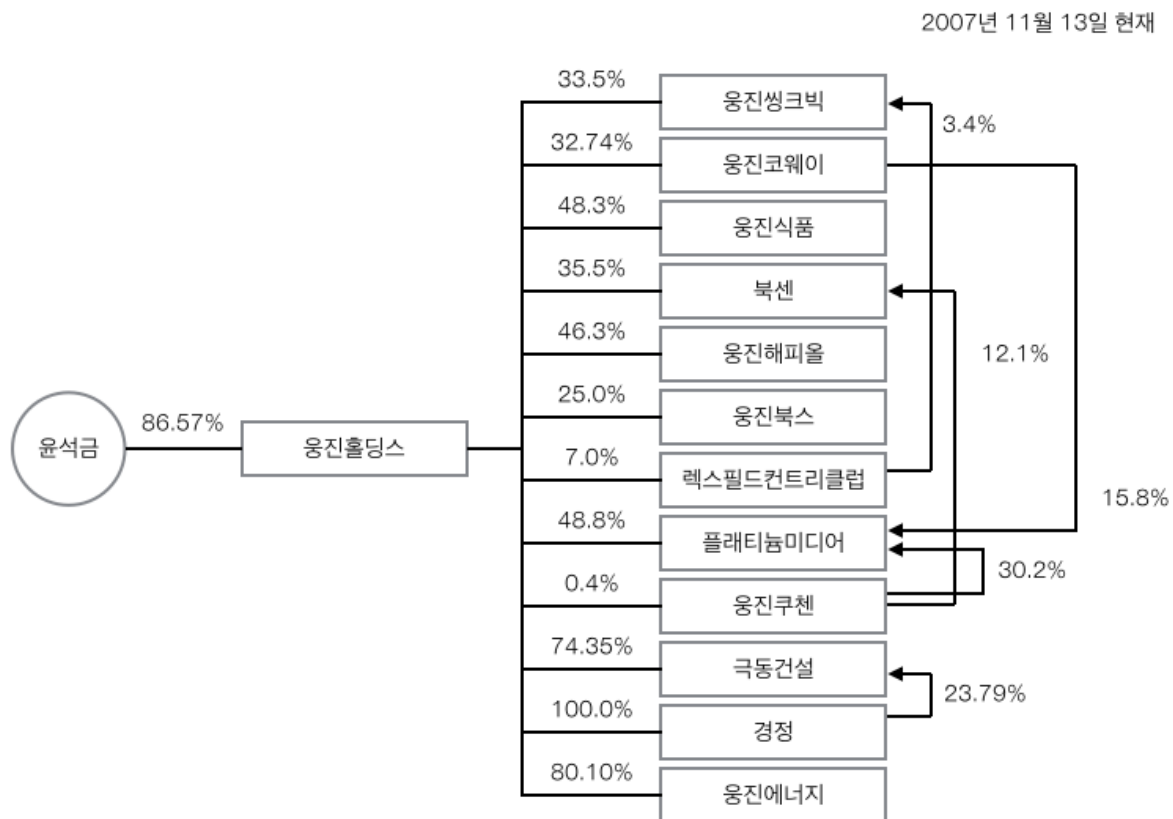 2007년 11월 13일 현재
33.5%
웅진씽크빅
3.4%
32.74%
웅진코웨이
48.3%
웅진식품
35.5%
북센
46.3%
웅진해피올
12.1%
25.0%
웅진북스
윤석금
86.57%
웅진홀딩스
7.0%
렉스필드컨트리클럽
15.8%
48.8%
플래티늄미디어
30.2%
0.4%
웅진쿠첸
74.35%
극동건설
23.79%
100.0%
경정
80.10%
웅진에너지